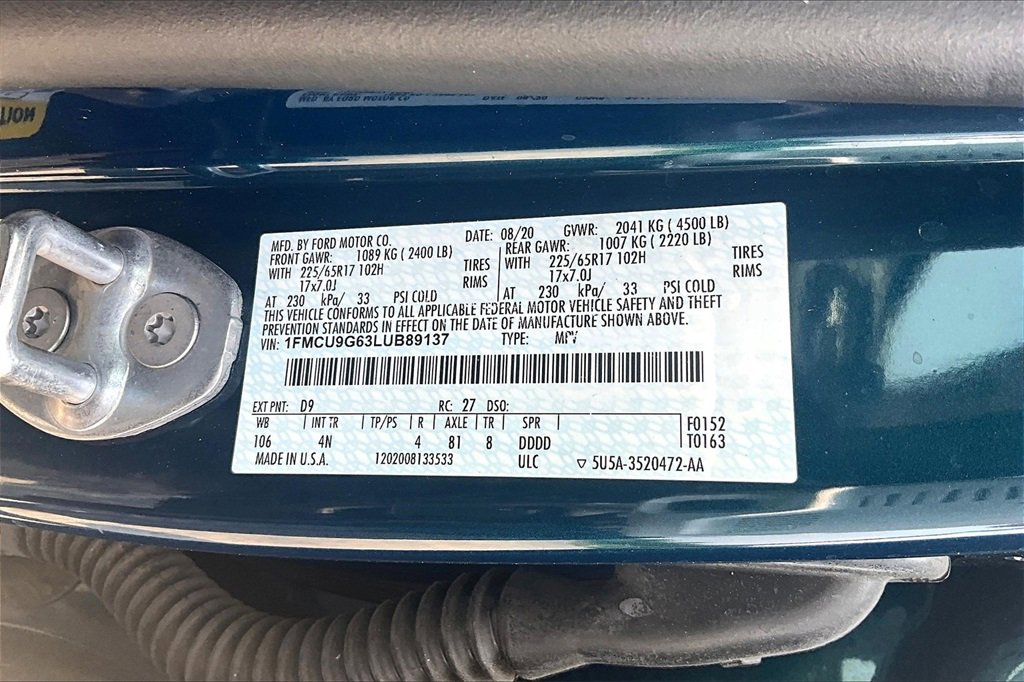 MFD. BY FORD MOTOR CO. DATE: 08/20 GVWR: 2041 KG ( 4500 LB)
FRONT GAWR: 1089 KG ( 2400 LB) REAR GAWR: 1007 KG ( 2220 LB)
WITH 225/65R17 102H TIRES WITH 225/65R17 102H TIRES
17x7.0J RIMS 17x7.0J RIMS
AT 230 kPa/ 33 PSI COLD AT 230 kPa/ 33 PSI COLD
THIS VEHICLE CONFORMS TO ALL APPLICABLE FEDERAL MOTOR VEHICLE SAFETY AND THEFT
PREVENTION STANDARDS IN EFFECT ON THE DATE OF MANUFACTURE SHOWN ABOVE.
VIN: 1FMCU9G63LUB89137 TYPE: MPV
EXT PNT: D9 RC: 27 DSO:
WB INT TR TP/PS R AXLE TR SPR F0152
106 4N 4 81 8 DDDD T0163
MADE IN U.S.A. 1202008133533 ULC 5U5A-3520472-AA